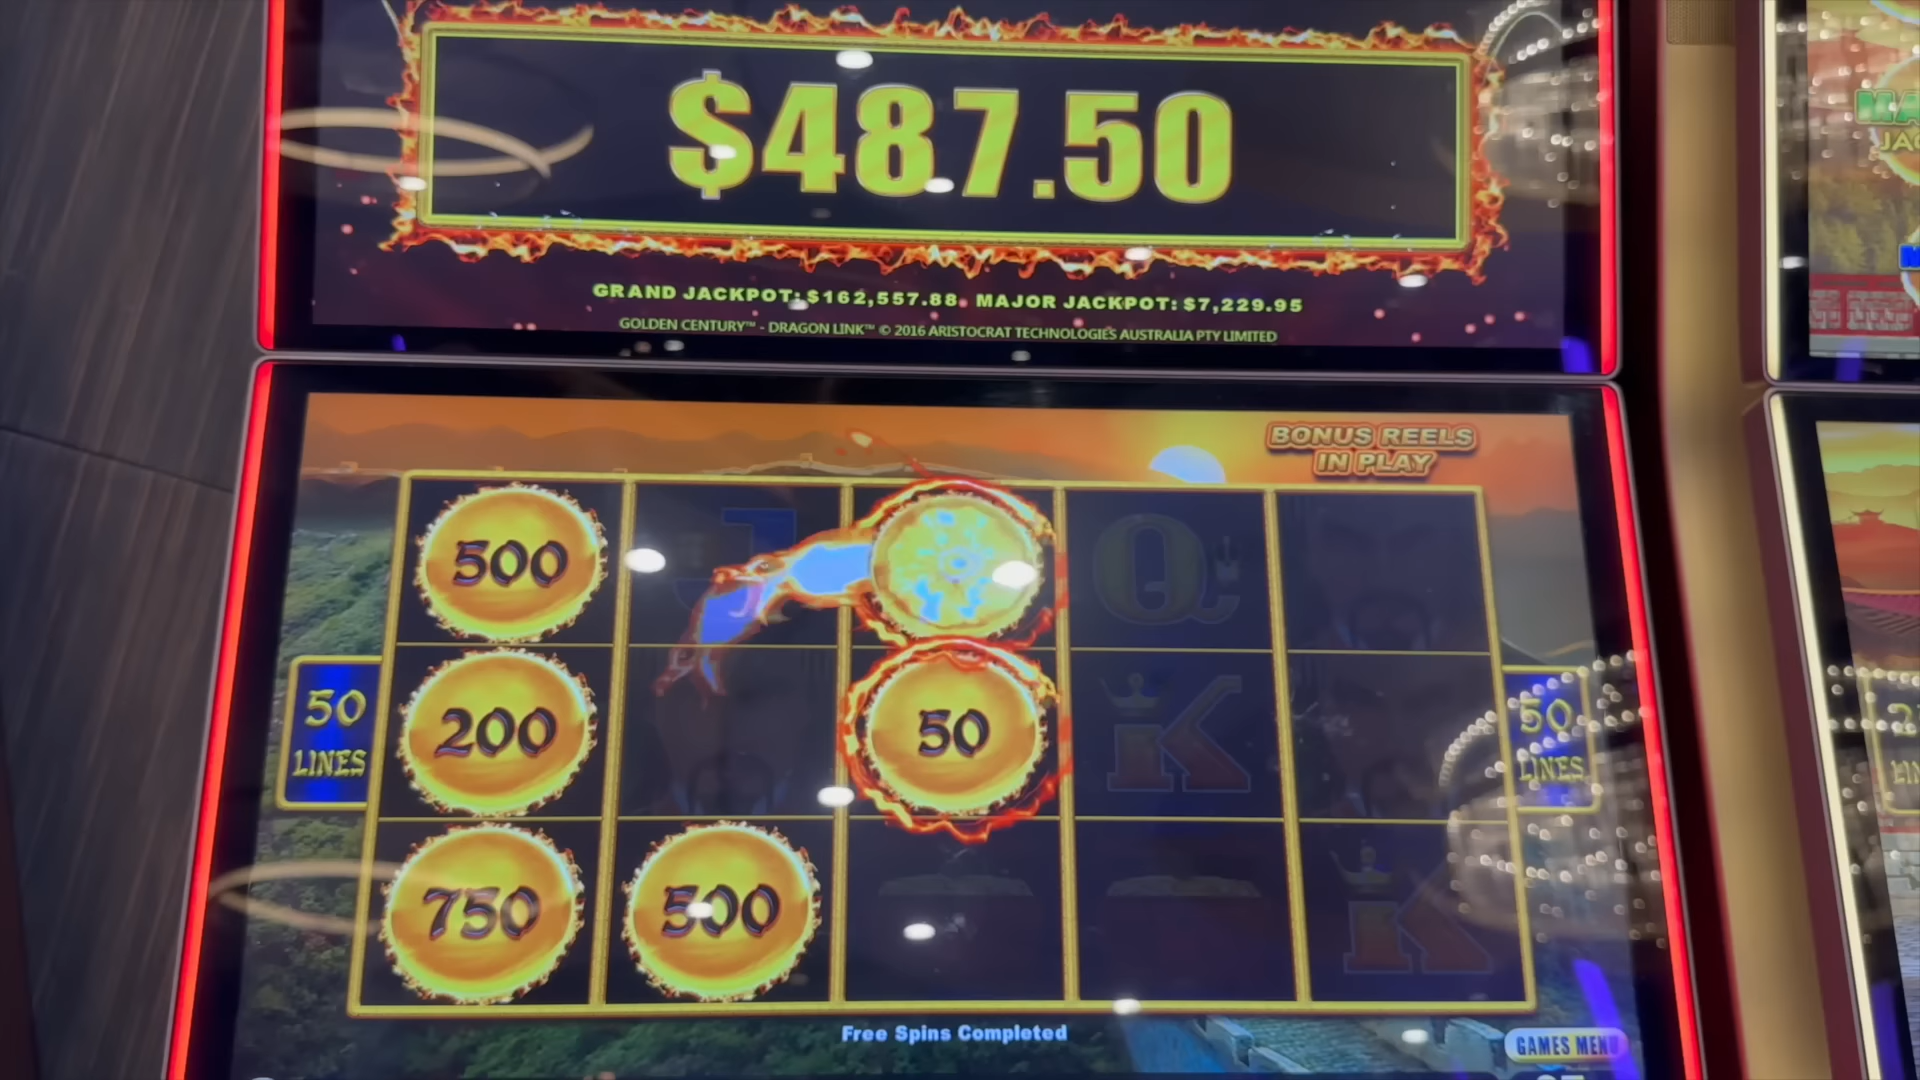 $487.50
GRAND JACKPOT: $162,557.88 MAJOR JACKPOT: $7,229.95
GOLDEN CENTURY™ - DRAGON LINK™ © 2016 ARISTOCRAT TECHNOLOGIES AUSTRALIA PTY LIMITED
BONUS REELS
IN PLAY
500
J
Q
50
LINES
200
50
K
50
LINES
750
500
K
Free Spins Completed
GAMES MENU